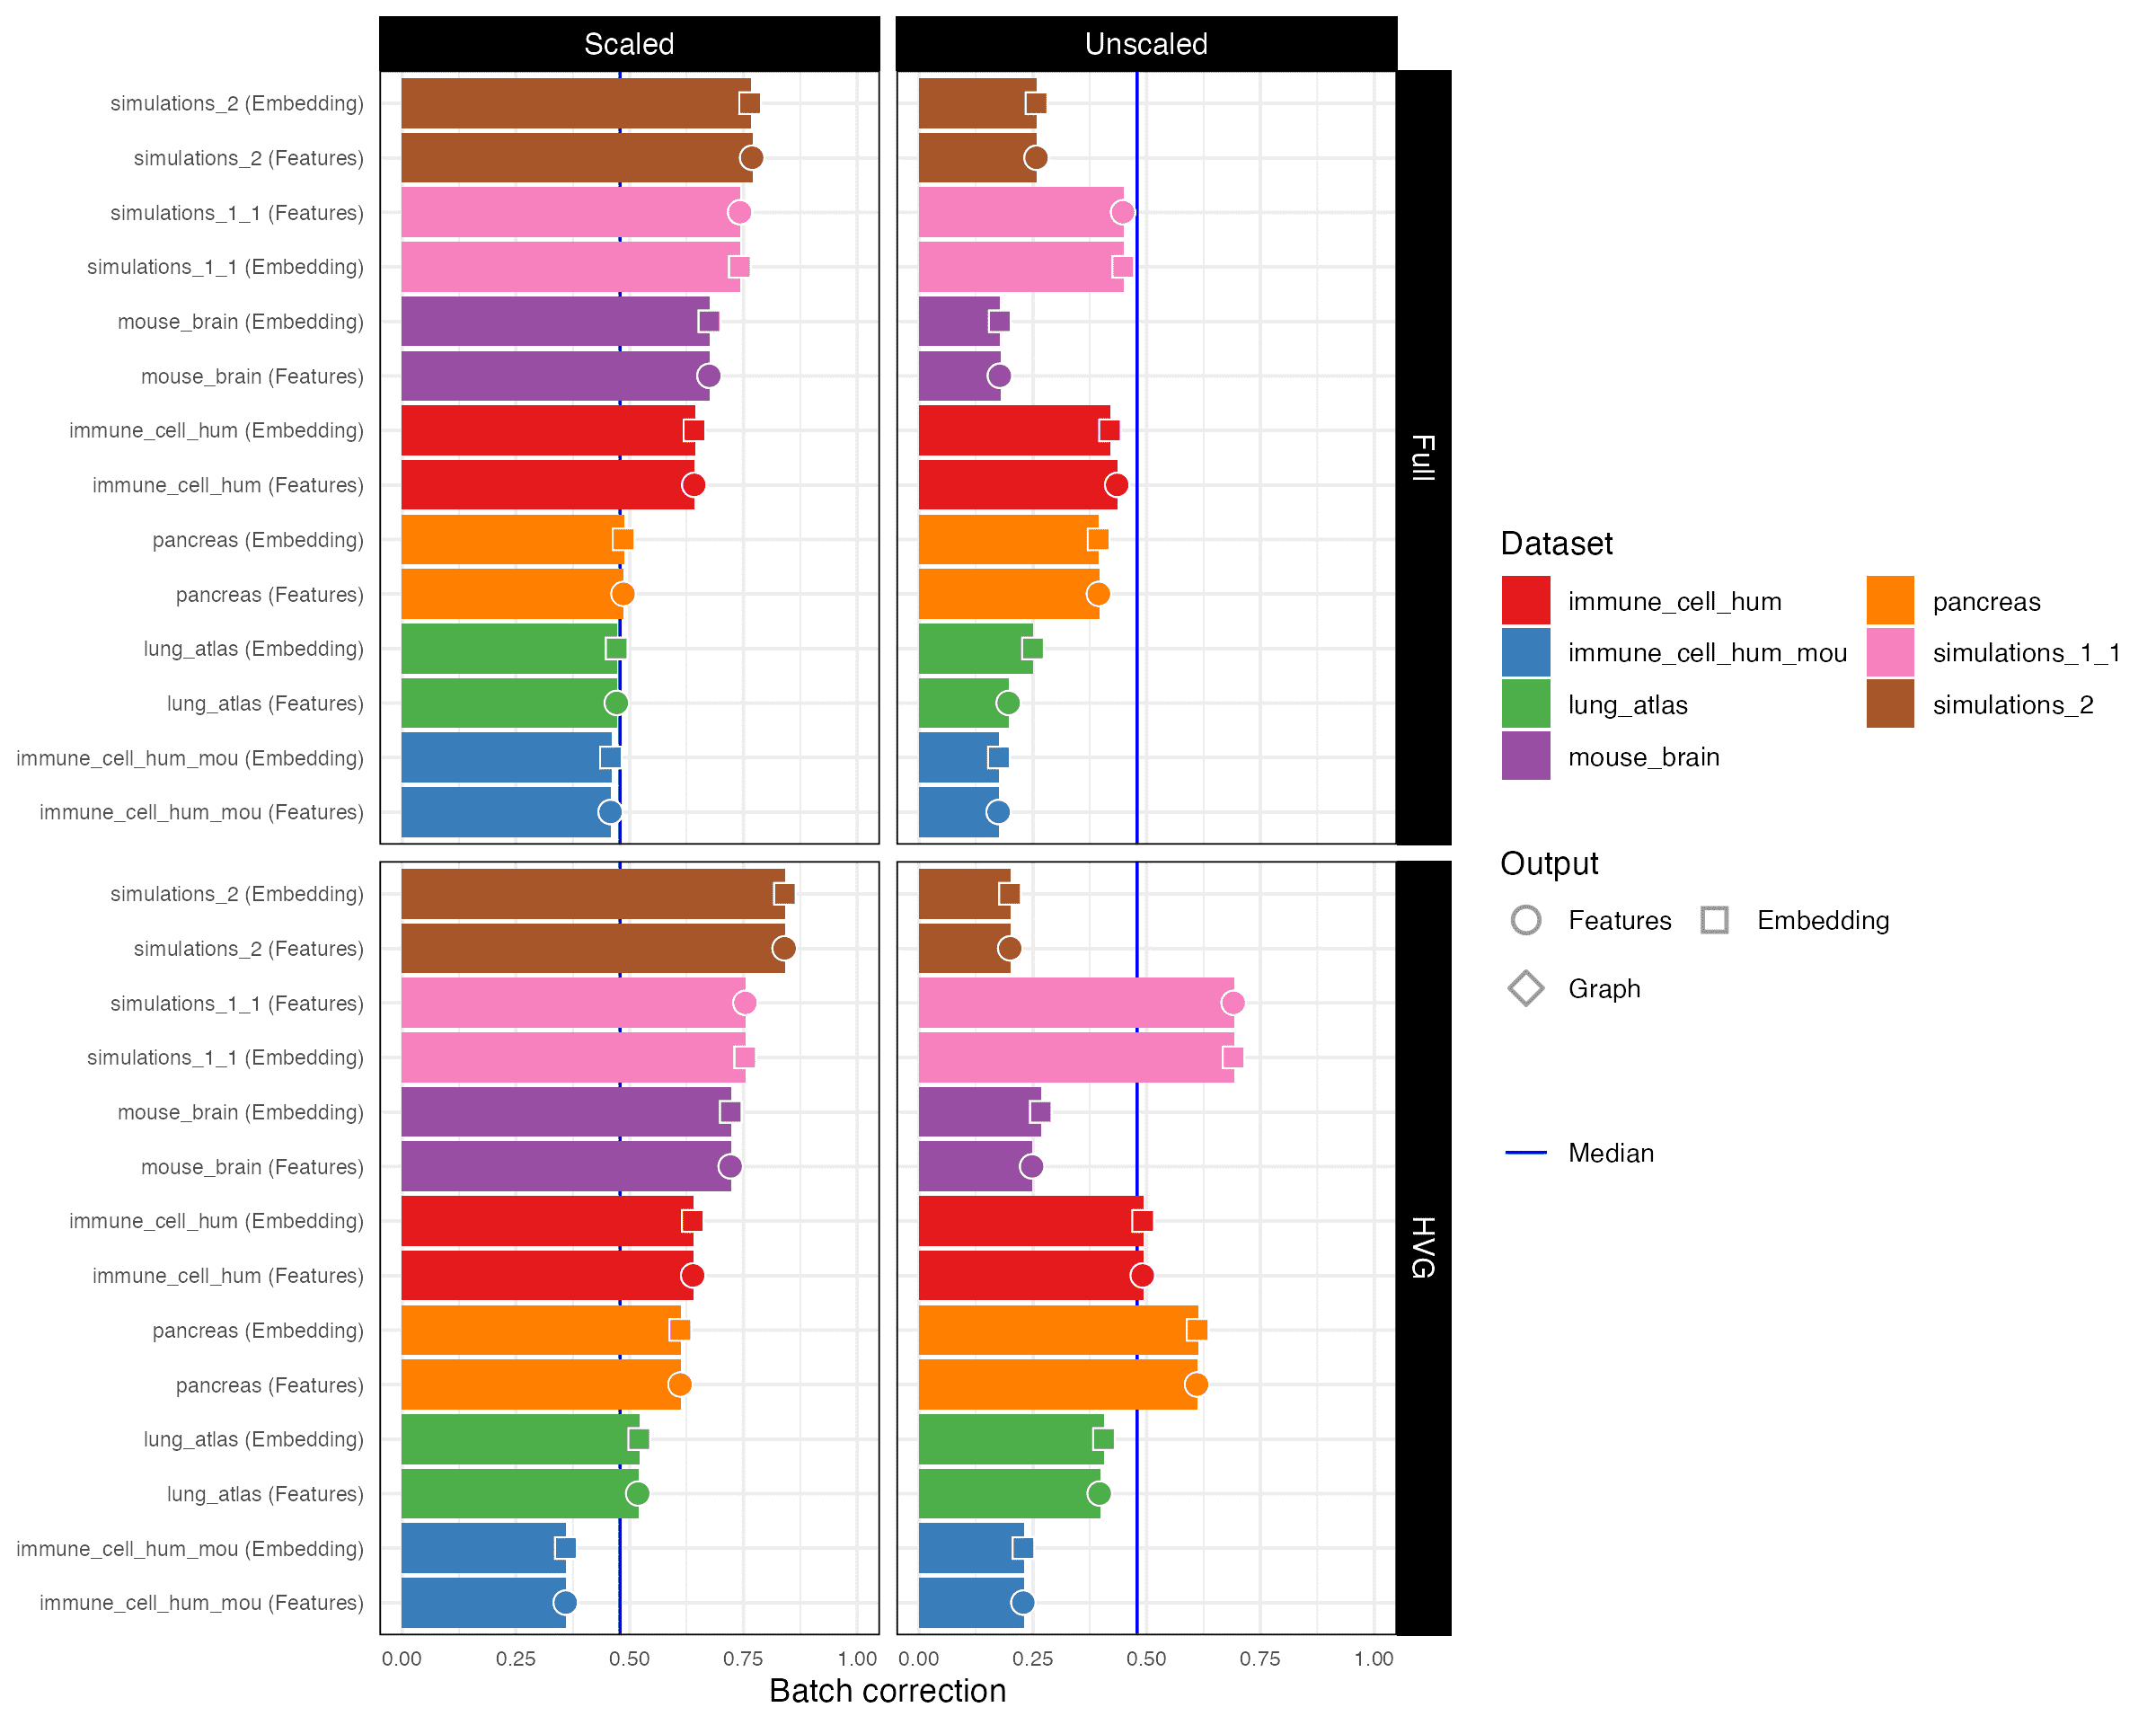 Scaled
Unscaled
simulations_2 (Embedding)
simulations_2 (Features)
simulations_1_1 (Features)
simulations_1_1 (Embedding)
mouse_brain (Embedding)
mouse_brain (Features)
immune_cell_hum (Embedding)
immune_cell_hum (Features)
pancreas (Embedding)
pancreas (Features)
lung_atlas (Embedding)
lung_atlas (Features)
immune_cell_hum_mou (Embedding)
immune_cell_hum_mou (Features)
Full
simulations_2 (Embedding)
simulations_2 (Features)
simulations_1_1 (Features)
simulations_1_1 (Embedding)
mouse_brain (Embedding)
mouse_brain (Features)
immune_cell_hum (Embedding)
immune_cell_hum (Features)
pancreas (Embedding)
pancreas (Features)
lung_atlas (Embedding)
lung_atlas (Features)
immune_cell_hum_mou (Embedding)
immune_cell_hum_mou (Features)
HVG
0.00 0.25 0.50 0.75 1.00
0.00 0.25 0.50 0.75 1.00
Batch correction
Dataset
immune_cell_hum
immune_cell_hum_mou
lung_atlas
mouse_brain
pancreas
simulations_1_1
simulations_2
Output
Features
Embedding
Graph
Median